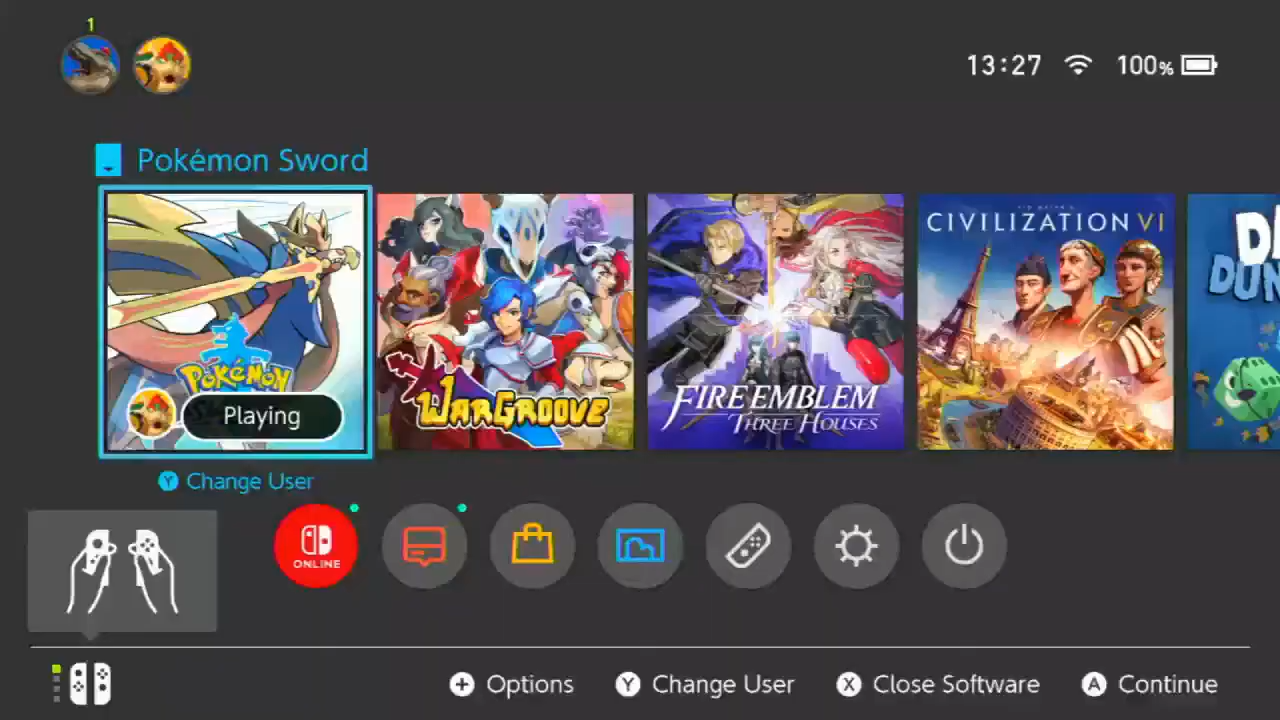 1
13:27 100%
Pokémon Sword
POKÉMON
WARGROOVE
FIRE EMBLEM
THREE HOUSES
CIVILIZATION VI
Playing
Y Change User
ONLINE
+ Options Y Change User X Close Software A Continue